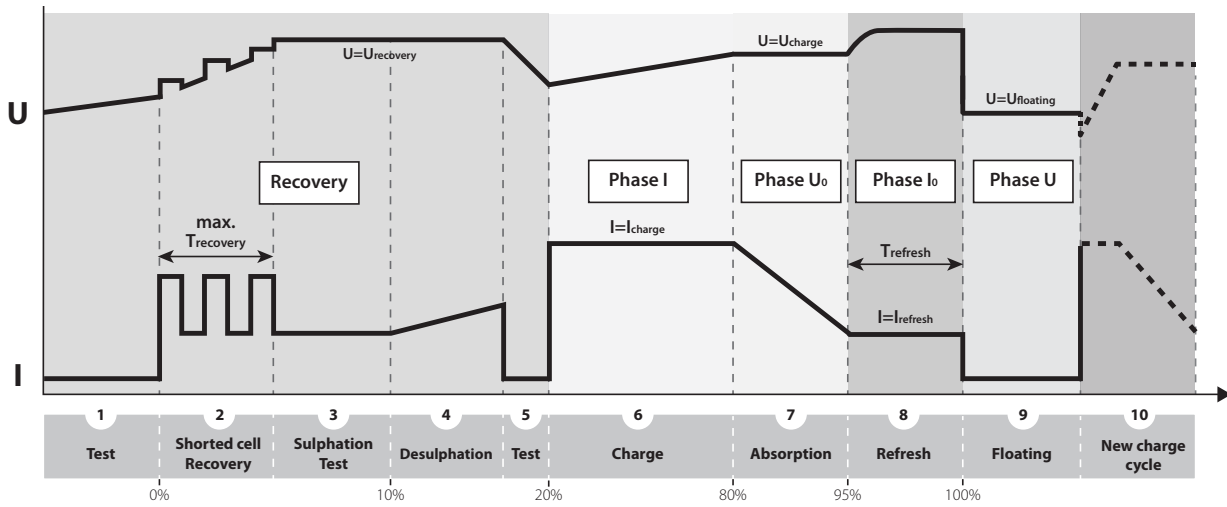 U=Urecovery
U=Ucharge
U
U=Ufloating
Recovery
Phase I
Phase U₀
Phase I₀
Phase U
max.
Trecovery
I=Icharge
Trefresh
I=Irefresh
I
1
2
3
4
5
6
7
8
9
10
Test
Shorted cell
Recovery
Sulphation
Test
Desulphation
Test
Charge
Absorption
Refresh
Floating
New charge
cycle
0%
10%
20%
80%
95%
100%